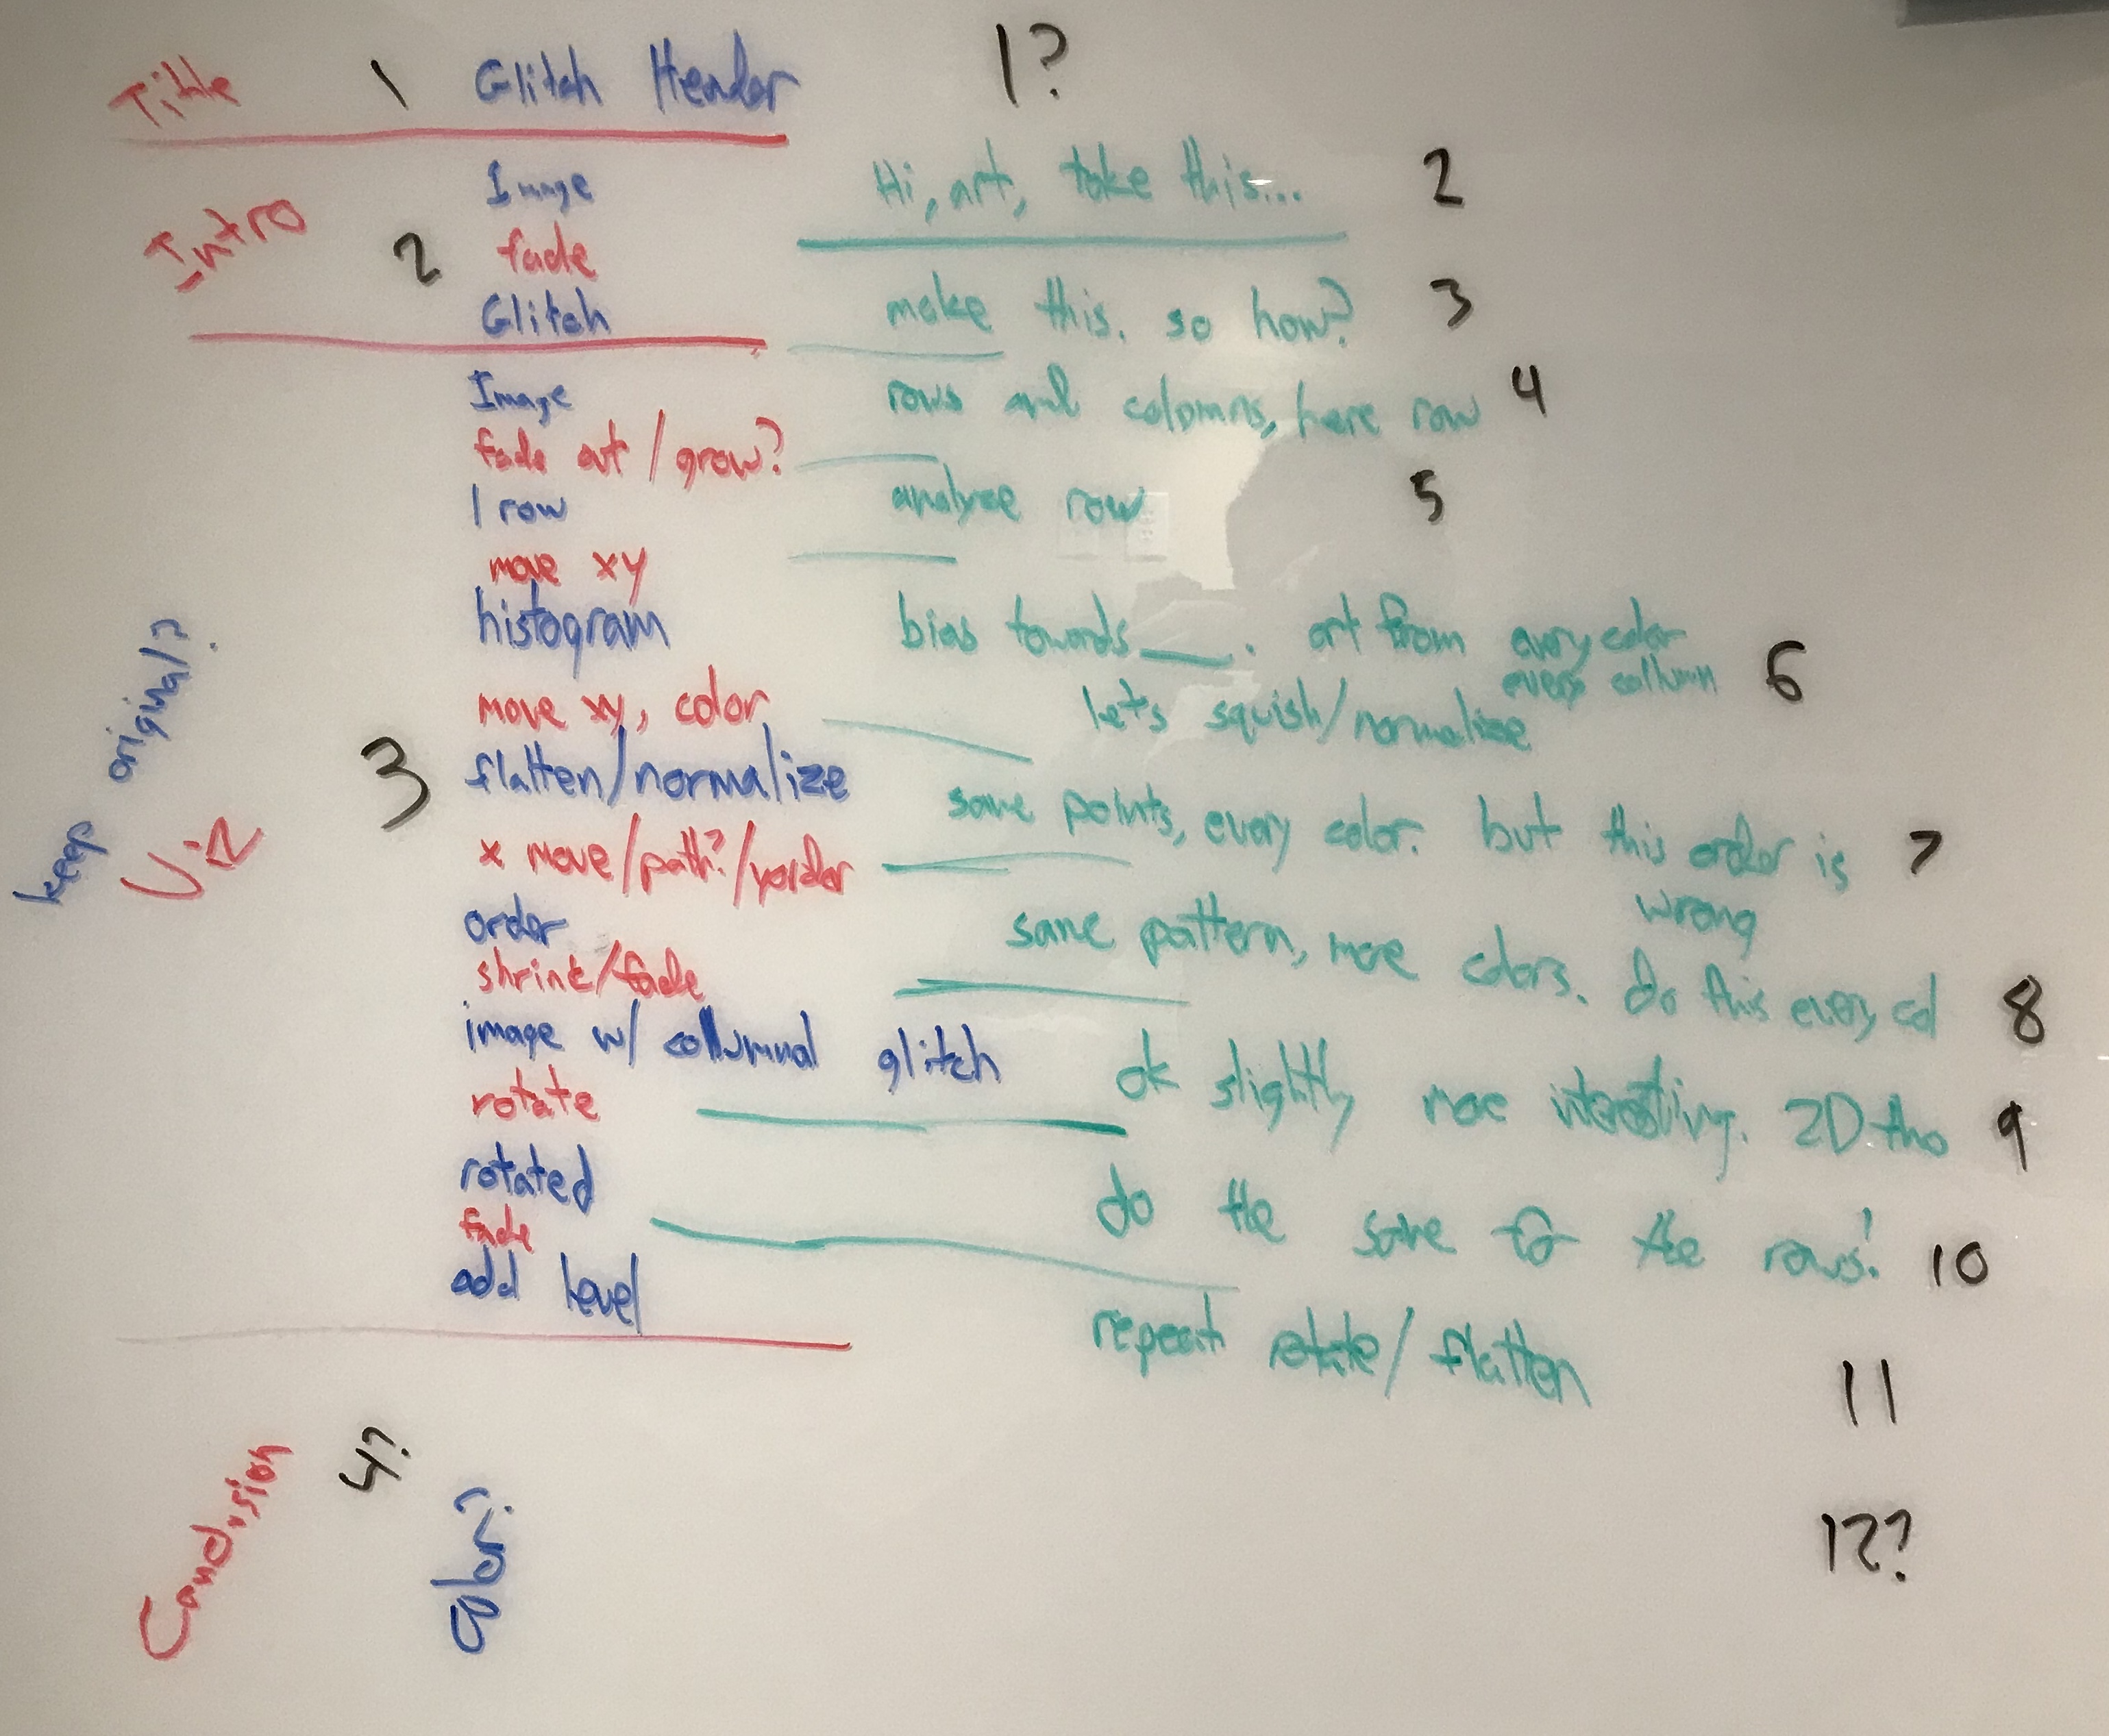 Title 1 Glitch Header 1?
Image Hi, art, take this... 2
Intro 2 fade
Glitch make this. so how? 3
Image rows and columns, here row 4
fade out / grow?
1 row analyze row 5
move xy
histogram bias towards ___. art from every color 6
every collumn
move xy, color let's squish/normalize
keep original?
Viz 3 flatten/normalize
same points, every color. but this order is 7
wrong
x move/path?/yorder
order same pattern, more colors. do this every col 8
shrink/fade
image w/ collumnal glitch ok slightly more interesting. 2D tho 9
rotate
rotated do the same for the rows! 10
fade
add level repeat rotate/flatten 11
4?
12?